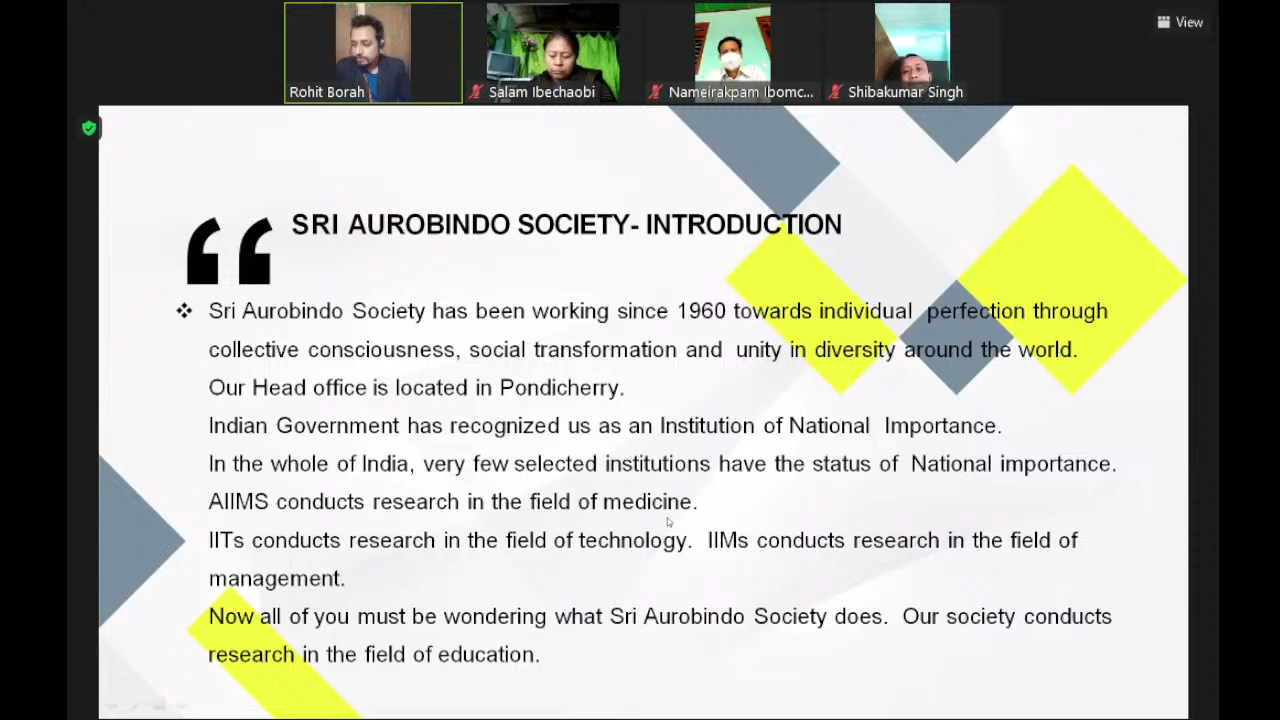 View
Rohit Borah
Salam Ibechaobi
Nameirakpam Ibomc...
Shibakumar Singh
SRI AUROBINDO SOCIETY- INTRODUCTION
Sri Aurobindo Society has been working since 1960 towards individual perfection through
collective consciousness, social transformation and unity in diversity around the world.
Our Head office is located in Pondicherry.
Indian Government has recognized us as an Institution of National Importance.
In the whole of India, very few selected institutions have the status of National importance.
AIIMS conducts research in the field of medicine.
IITs conducts research in the field of technology. IIMs conducts research in the field of
management.
Now all of you must be wondering what Sri Aurobindo Society does. Our society conducts
research in the field of education.